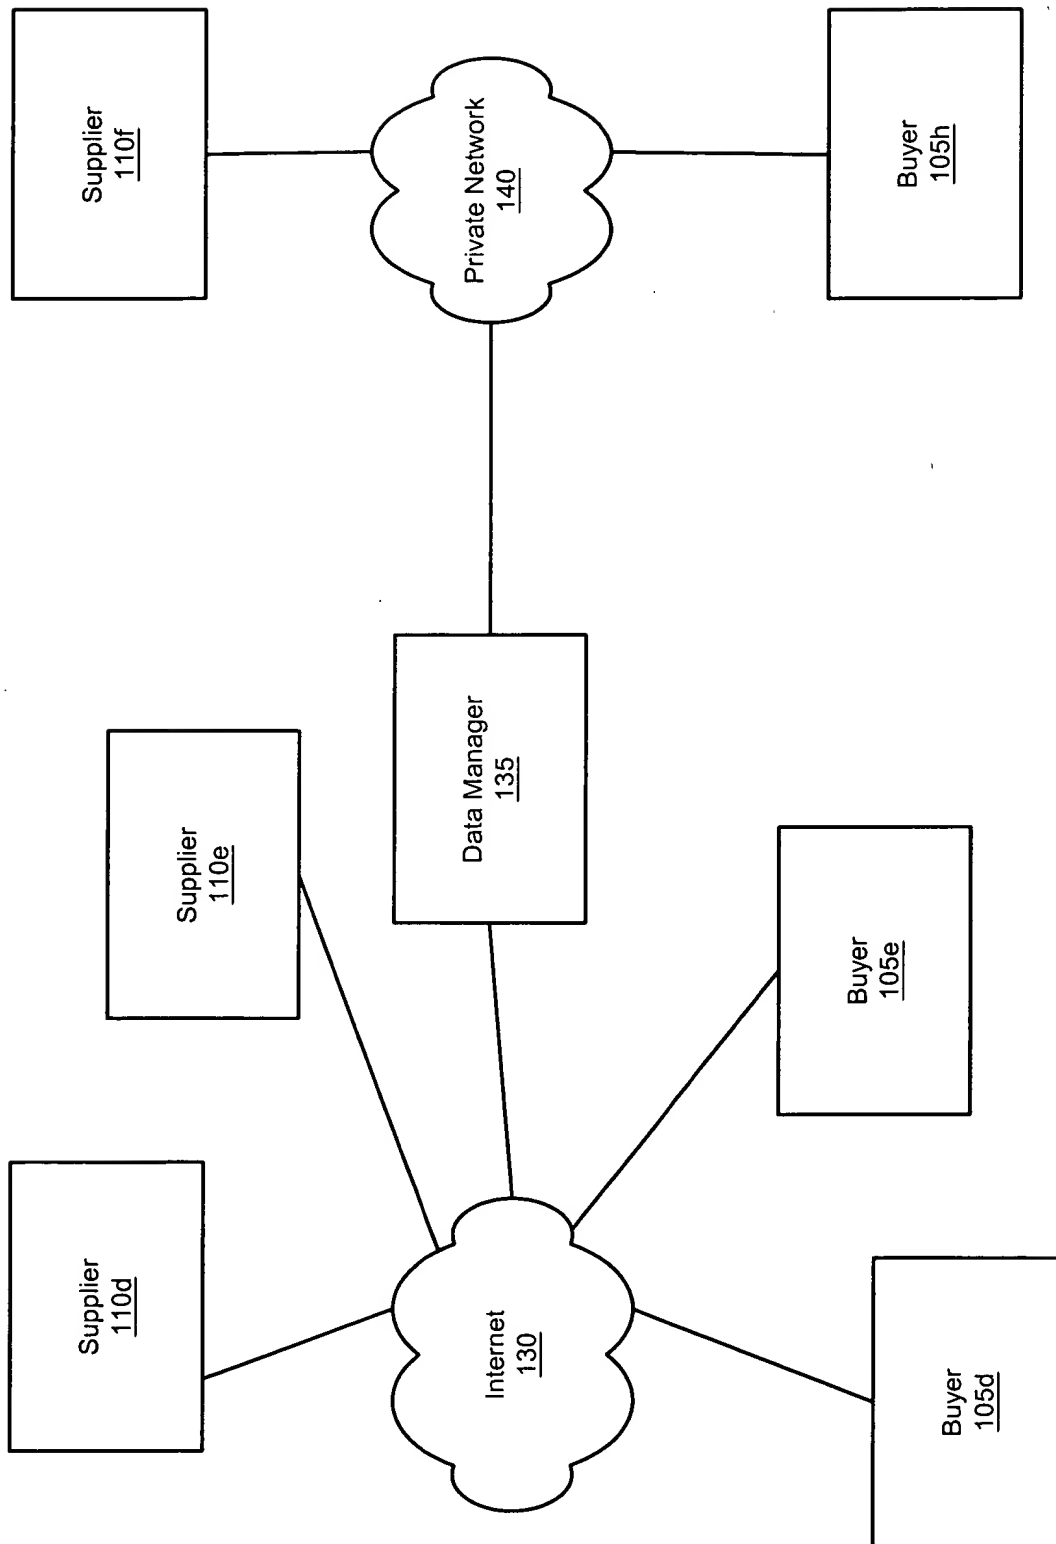 Supplier
110d
Supplier
110e
Supplier
110f
Internet
130
Data Manager
135
Private Network
140
Buyer
105d
Buyer
105e
Buyer
105h